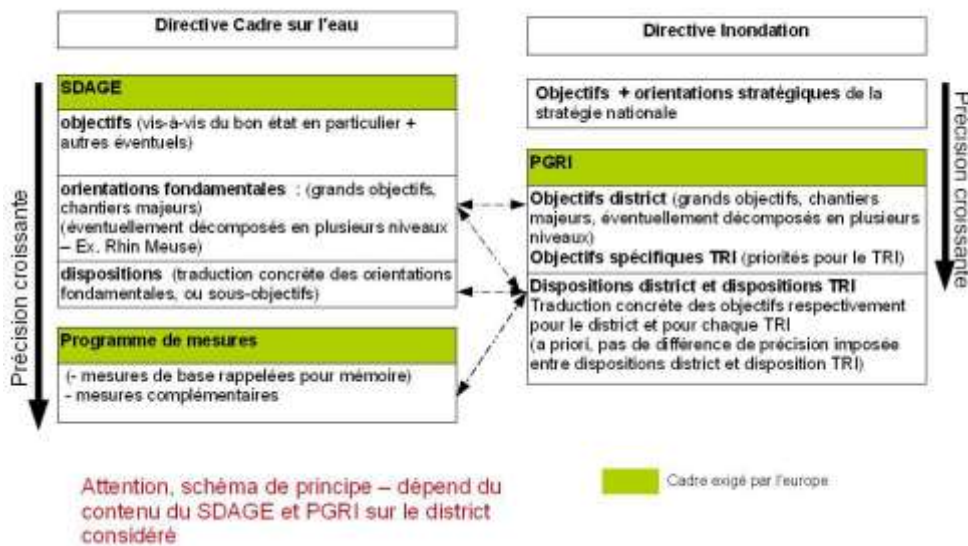 Directive Cadre sur l'eau
SDAGE
objectifs (vis-à-vis du bon état en particulier +
autres éventuels)
orientations fondamentales : (grands objectifs,
chantiers majeurs)
(éventuellement décomposés en plusieurs niveaux
– Ex. Rhin Meuse)
dispositions (traduction concrète des orientations
fondamentales, ou sous-objectifs)
Programme de mesures
(- mesures de base rappelées pour mémoire)
- mesures complémentaires
Précision croissante
Directive Inondation
Objectifs + orientations stratégiques de la
stratégie nationale
PGRI
Objectifs district (grands objectifs, chantiers
majeurs, éventuellement décomposés en plusieurs
niveaux)
Objectifs spécifiques TRI (priorités pour le TRI)
Dispositions district et dispositions TRI
Traduction concrète des objectifs respectivement
pour le district et pour chaque TRI
(a priori, pas de différence de précision imposée
entre dispositions district et disposition TRI)
Précision croissante
Attention, schéma de principe – dépend du
contenu du SDAGE et PGRI sur le district
considéré
Cadre exigé par l'europe